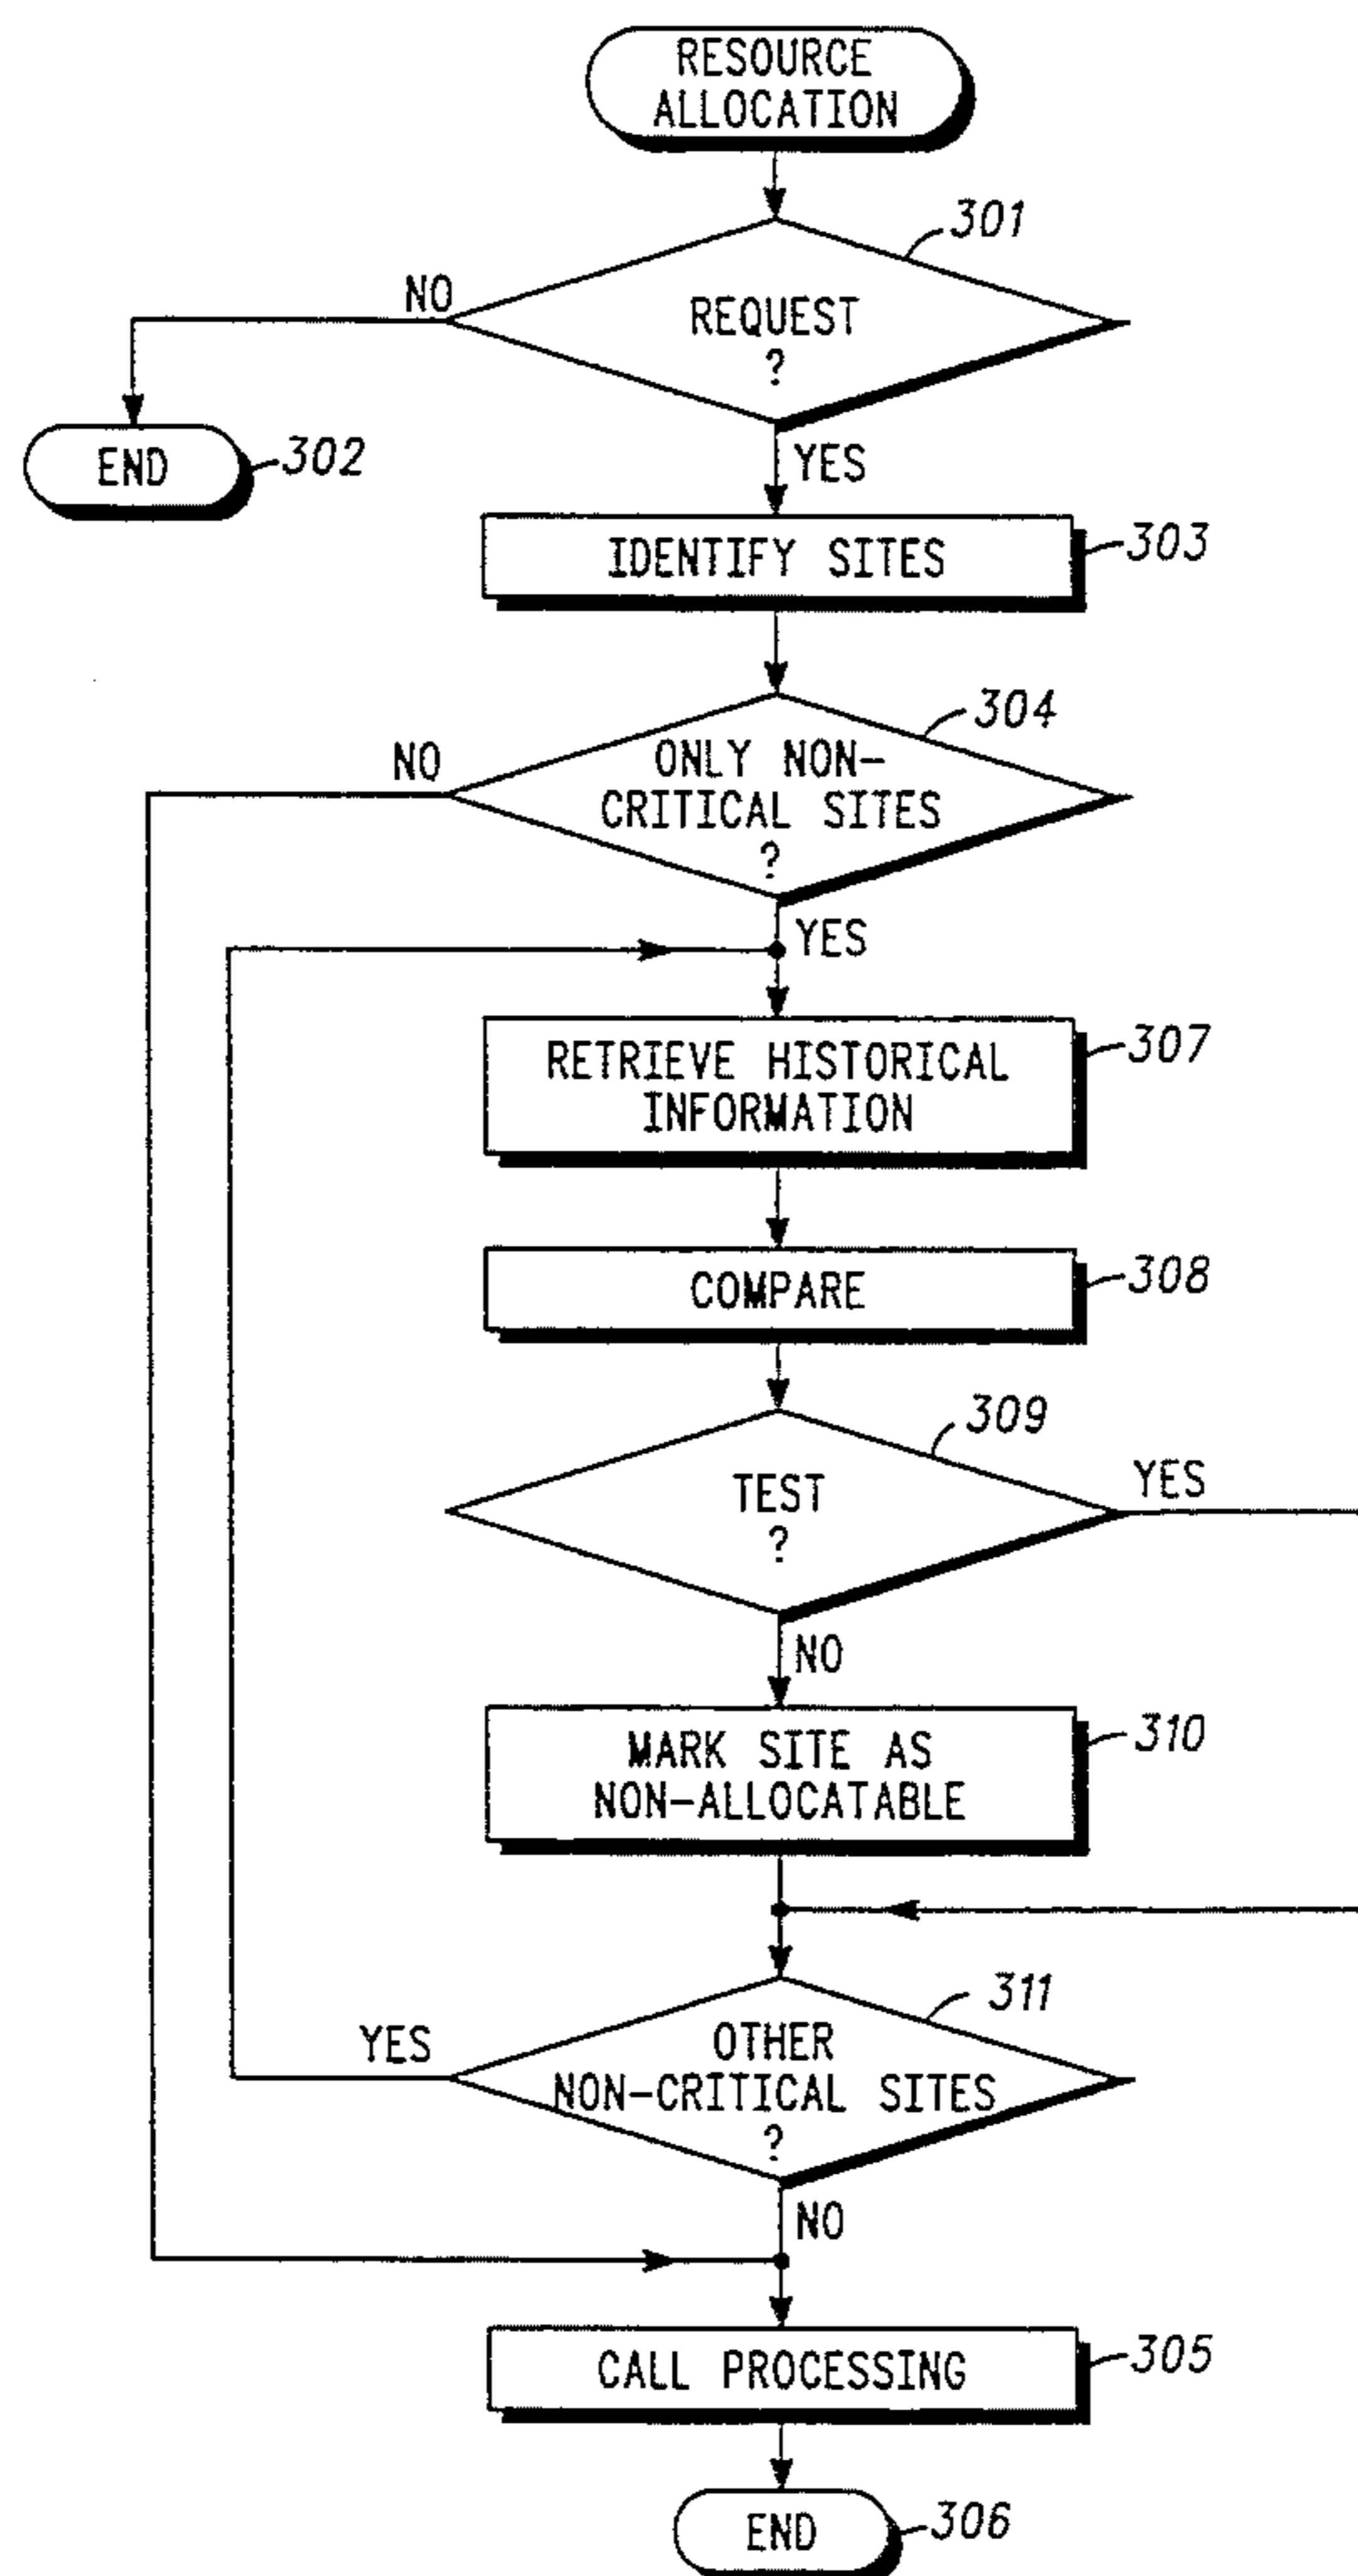 RESOURCE
ALLOCATION
301
NO
REQUEST
?
END
302
YES
IDENTIFY SITES
303
304
NO
ONLY NON-
CRITICAL SITES
?
YES
RETRIEVE HISTORICAL
INFORMATION
307
COMPARE
308
309
TEST
?
YES
NO
MARK SITE AS
NON-ALLOCATABLE
310
311
YES
OTHER
NON-CRITICAL SITES
?
NO
CALL PROCESSING
305
END
306